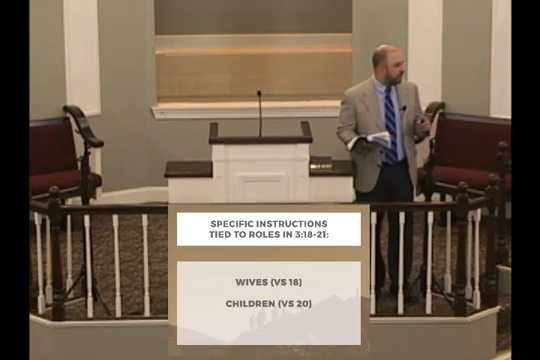 SPECIFIC INSTRUCTIONS
TIED TO ROLES IN 3:18-21:
WIVES (VS 18)
CHILDREN (VS 20)